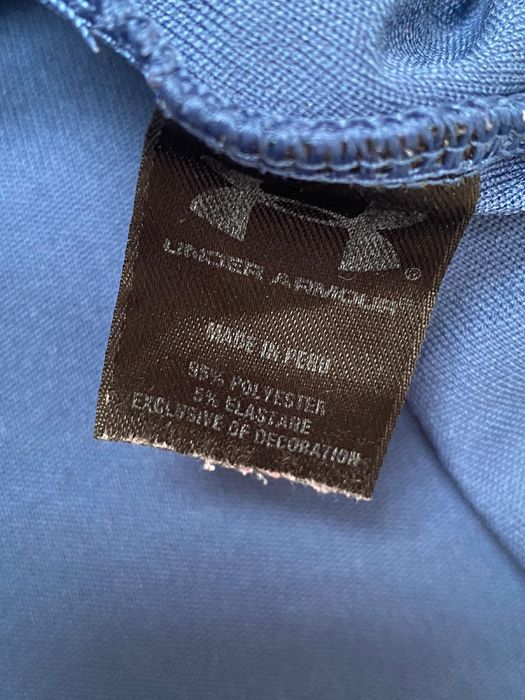 UNDER ARMOUR®
MADE IN PERU
95% POLYESTER
5% ELASTANE
EXCLUSIVE OF DECORATION